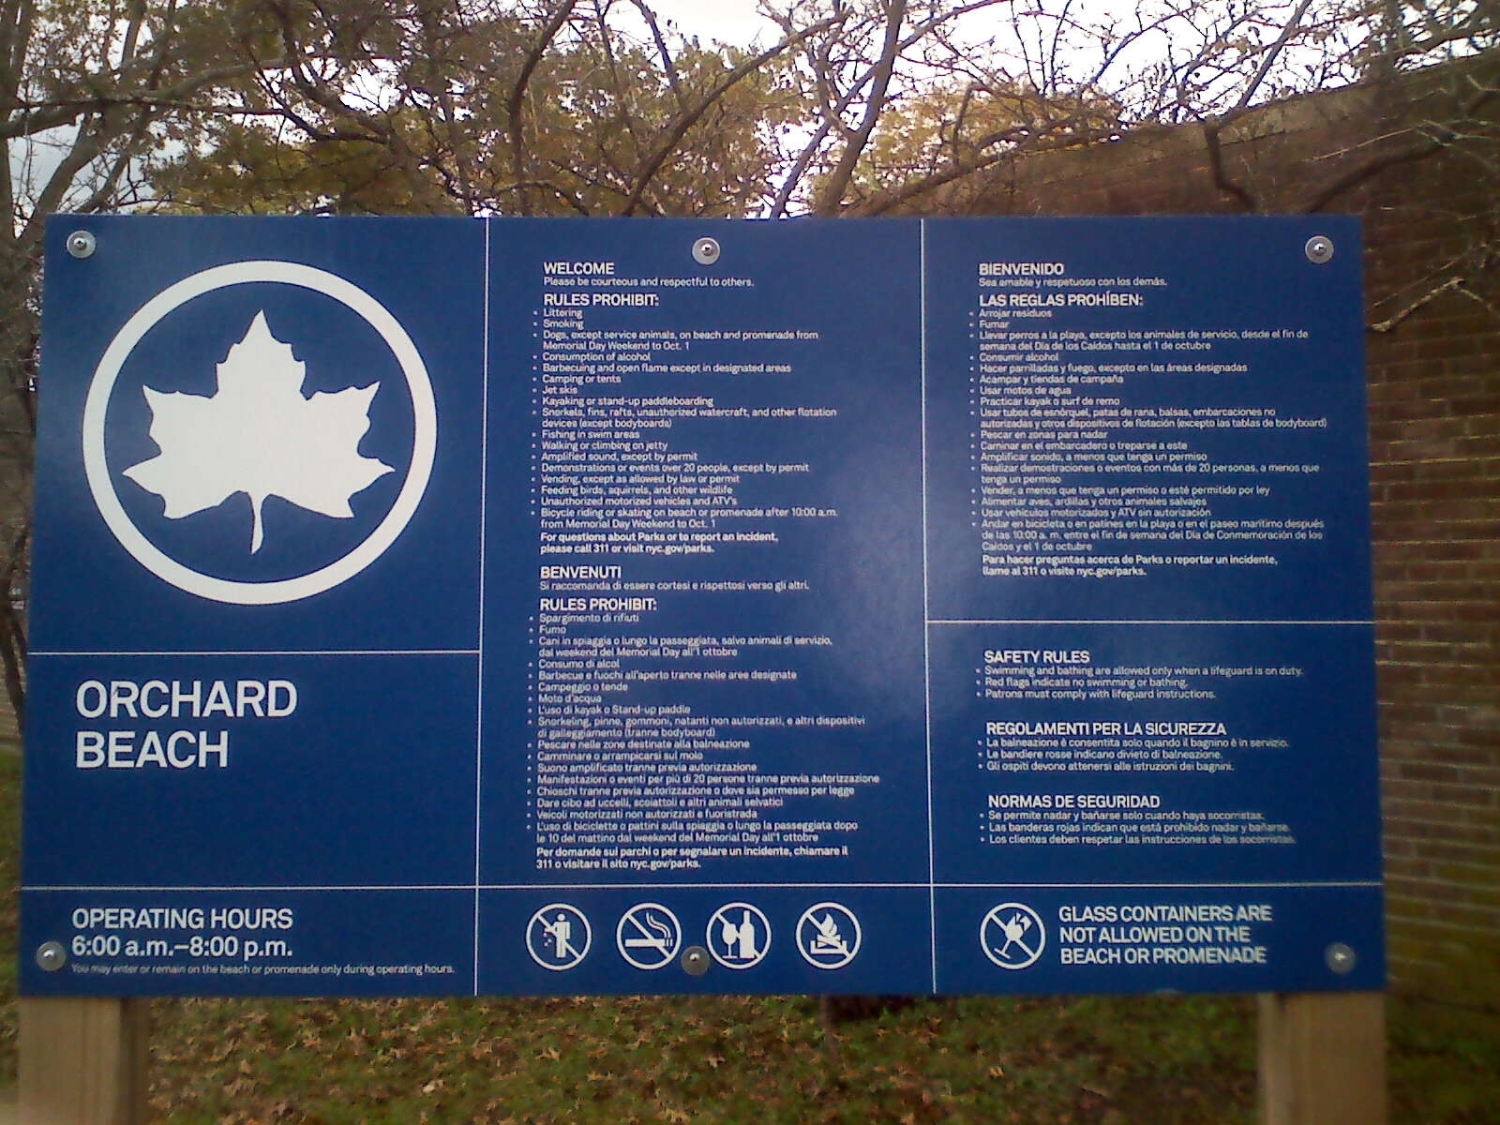 ORCHARD
BEACH
OPERATING HOURS
6:00 a.m.–8:00 p.m.
You may enter or remain on the beach or promenade only during operating hours.
WELCOME
Please be courteous and respectful to others.
RULES PROHIBIT:
• Littering
• Smoking
• Dogs, except service animals, on beach and promenade from
Memorial Day Weekend to Oct. 1
• Consumption of alcohol
• Barbecuing and open flame except in designated areas
• Camping or tents
• Jet skis
• Kayaking or stand-up paddleboarding
• Snorkels, fins, rafts, unauthorized watercraft, and other flotation
devices (except bodyboards)
• Fishing in swim areas
• Walking or climbing on jetty
• Amplified sound, except by permit
• Demonstrations or events over 20 people, except by permit
• Vending, except as allowed by law or permit
• Feeding birds, squirrels, and other wildlife
• Unauthorized motorized vehicles and ATV's
• Bicycle riding or skating on beach or promenade after 10:00 a.m.
from Memorial Day Weekend to Oct. 1
For questions about Parks or to report an incident,
please call 311 or visit nyc.gov/parks.
BENVENUTI
Si raccomanda di essere cortesi e rispettosi verso gli altri.
RULES PROHIBIT:
• Spargimento di rifiuti
• Fumo
• Cani in spiaggia o lungo la passeggiata, salvo animali di servizio,
dal weekend del Memorial Day all'1 ottobre
• Consumo di alcol
• Barbecue e fuochi all'aperto tranne nelle aree designate
• Campeggio o tende
• Moto d'acqua
• L'uso di kayak o Stand-up paddle
• Snorkeling, pinne, gommoni, natanti non autorizzati, e altri dispositivi
di galleggiamento (tranne bodyboard)
• Pescare nelle zone destinate alla balneazione
• Camminare o arrampicarsi sul molo
• Suono amplificato tranne previa autorizzazione
• Manifestazioni o eventi per più di 20 persone tranne previa autorizzazione
• Chioschi tranne previa autorizzazione o dove sia permesso per legge
• Dare cibo ad uccelli, scoiattoli e altri animali selvatici
• Veicoli motorizzati non autorizzati e fuoristrada
• L'uso di biciclette o pattini sulla spiaggia o lungo la passeggiata dopo
le 10 del mattino dal weekend del Memorial Day all'1 ottobre
Per domande sui parchi o per segnalare un incidente, chiamare il
311 o visitare il sito nyc.gov/parks.
BIENVENIDO
Sea amable y respetuoso con los demás.
LAS REGLAS PROHÍBEN:
• Arrojar residuos
• Fumar
• Llevar perros a la playa, excepto los animales de servicio, desde el fin de
semana del Día de los Caídos hasta el 1 de octubre
• Consumir alcohol
• Hacer parrilladas y fuego, excepto en las áreas designadas
• Acampar y tiendas de campaña
• Usar motos de agua
• Practicar kayak o surf de remo
• Usar tubos de esnórquel, patas de rana, balsas, embarcaciones no
autorizadas y otros dispositivos de flotación (excepto las tablas de bodyboard)
• Pescar en zonas para nadar
• Caminar en el embarcadero o treparse a este
• Amplificar sonido, a menos que tenga un permiso
• Realizar demostraciones o eventos con más de 20 personas, a menos que
tenga un permiso
• Vender, a menos que tenga un permiso o esté permitido por ley
• Alimentar aves, ardillas y otros animales salvajes
• Usar vehículos motorizados y ATV sin autorización
• Andar en bicicleta o en patines en la playa o en el paseo marítimo después
de las 10:00 a. m. entre el fin de semana del Día de Conmemoración de los
Caídos y el 1 de octubre
Para hacer preguntas acerca de Parks o reportar un incidente,
llame al 311 o visite nyc.gov/parks.
SAFETY RULES
• Swimming and bathing are allowed only when a lifeguard is on duty.
• Red flags indicate no swimming or bathing.
• Patrons must comply with lifeguard instructions.
REGOLAMENTI PER LA SICUREZZA
• La balneazione è consentita solo quando il bagnino è in servizio.
• Le bandiere rosse indicano divieto di balneazione.
• Gli ospiti devono attenersi alle istruzioni dei bagnini.
NORMAS DE SEGURIDAD
• Se permite nadar y bañarse solo cuando haya socorristas.
• Las banderas rojas indican que está prohibido nadar y bañarse.
• Los clientes deben respetar las instrucciones de los socorristas.
GLASS CONTAINERS ARE
NOT ALLOWED ON THE
BEACH OR PROMENADE